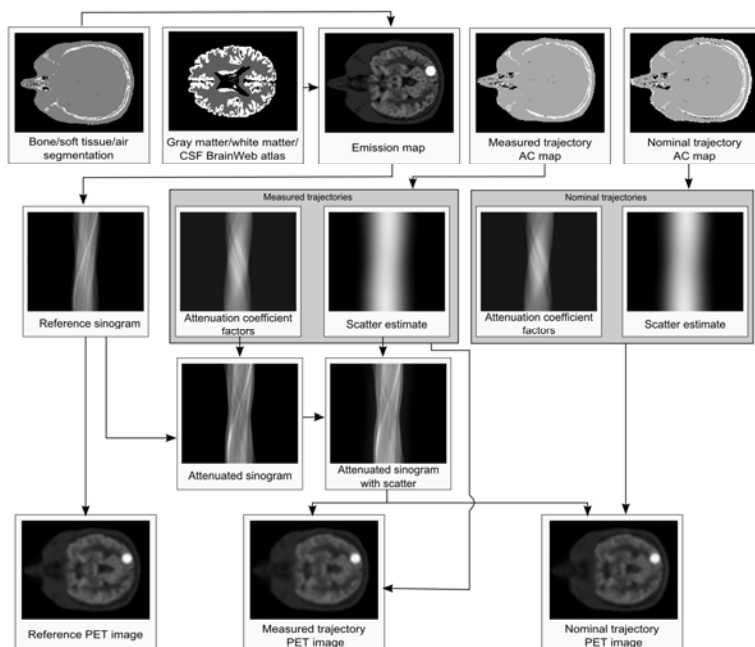 Bone/soft tissue/air
segmentation
Gray matter/white matter/
CSF BrainWeb atlas
Emission map
Measured trajectory
AC map
Nominal trajectory
AC map
Measured trajectories
Nominal trajectories
Reference sinogram
Attenuation coefficient
factors
Scatter estimate
Attenuation coefficient
factors
Scatter estimate
Attenuated sinogram
Attenuated sinogram
with scatter
Reference PET image
Measured trajectory
PET image
Nominal trajectory
PET image